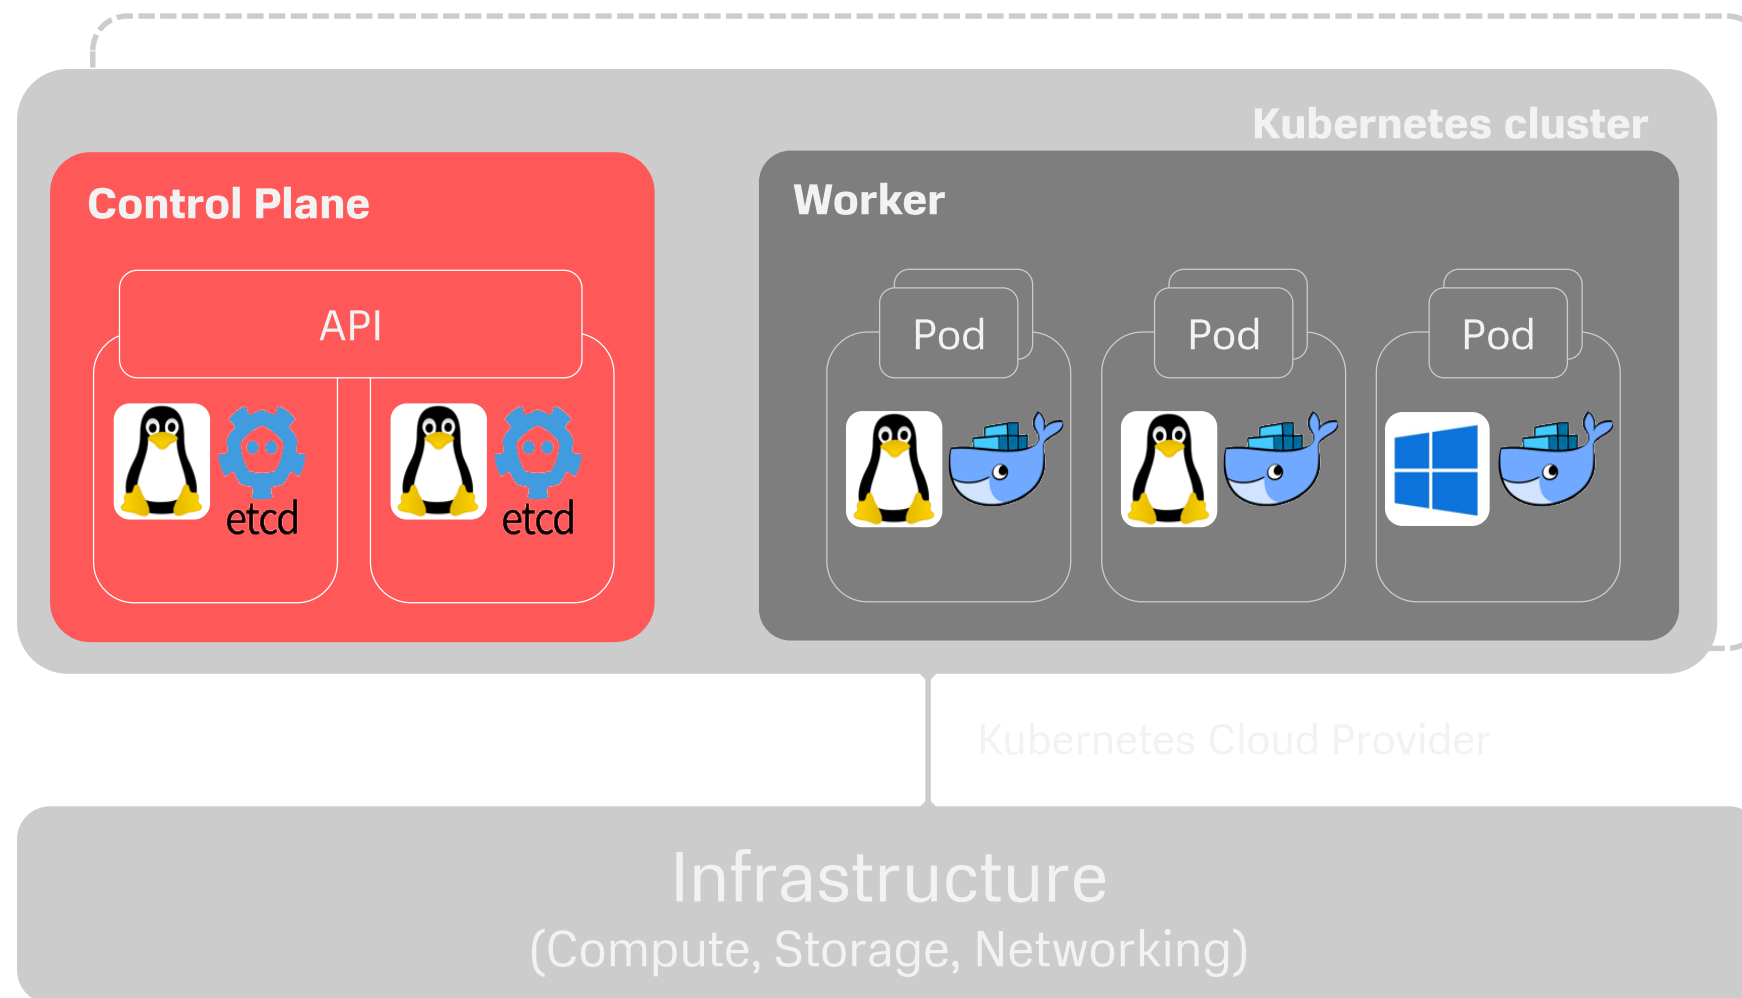 Kubernetes cluster
Control Plane
API
etcd
etcd
Worker
Pod
Pod
Pod
Kubernetes Cloud Provider
Infrastructure
(Compute, Storage, Networking)